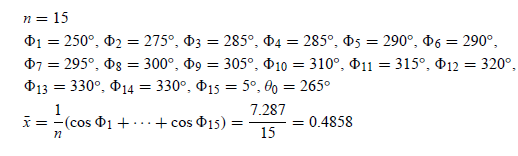 n = 15
Φ1 = 250°, Φ2 = 275°, Φ3 = 285°, Φ4 = 285°, Φ5 = 290°, Φ6 = 290°,
Φ7 = 295°, Φ8 = 300°, Φ9 = 305°, Φ10 = 310°, Φ11 = 315°, Φ12 = 320°,
Φ13 = 330°, Φ14 = 330°, Φ15 = 5°, θ0 = 265°
x̄ = 1/n (cos Φ1 + ··· + cos Φ15) = 7.287/15 = 0.4858